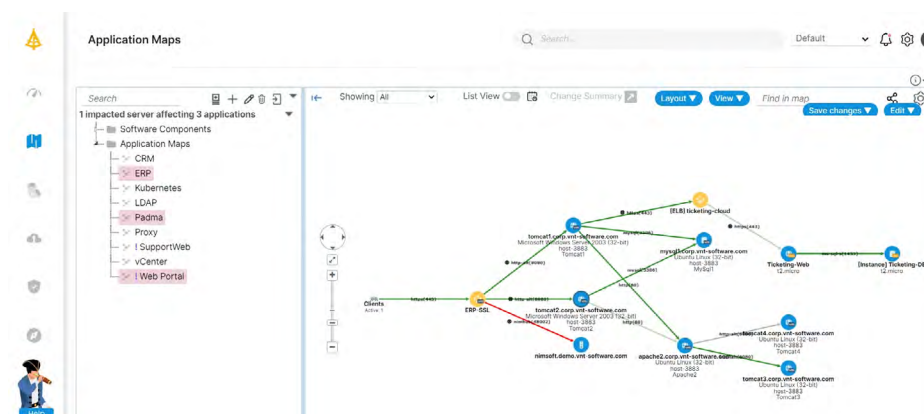 Application Maps
Search...
Default
Search
1 impacted server affecting 3 applications
Software Components
Application Maps
CRM
ERP
Kubernetes
LDAP
Padma
Proxy
! SupportWeb
vCenter
! Web Portal
Showing All
List View
Change Summary
Layout ▼
View ▼
Find in map
Save changes ▼
Edit ▼
Clients
Active: 1
ERP-SSL
tomcat1.corp.vnt-software.com
Microsoft Windows Server 2003 (32-bit)
host-3883
Tomcat1
[ELB] ticketing-cloud
mysql1.corp.vnt-software.com
Ubuntu Linux (32-bit)
host-3883
MySql1
Ticketing-Web
t2.micro
[Instance] Ticketing-DB
t2.micro
tomcat2.corp.vnt-software.com
Microsoft Windows Server 2003 (32-bit)
host-3883
Tomcat2
nimsoft.demo.vnt-software.com
apache2.corp.vnt-software.com
Ubuntu Linux (32-bit)
host-3883
Apache2
tomcat4.corp.vnt-software.com
Ubuntu Linux (32-bit)
host-3883
Tomcat4
tomcat3.corp.vnt-software.com
Ubuntu Linux (32-bit)
host-3883
Tomcat3
Help